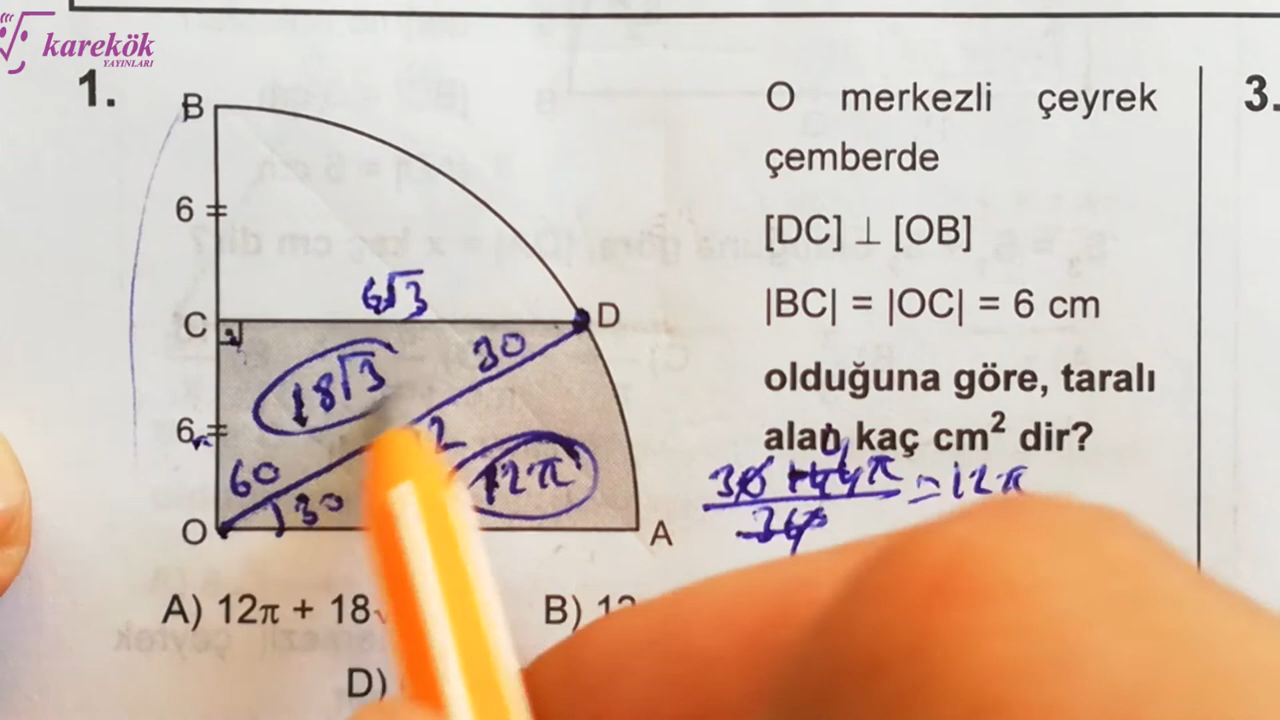 karekök
YAYINLARI
1.
B
6
C
6√3
D
30
18√3
6
60
30
12π
O
A
O merkezli çeyrek
çemberde
[DC] ⊥ [OB]
|BC| = |OC| = 6 cm
olduğuna göre, taralı
alan kaç cm² dir?
= 12π
A) 12π + 18
B)
D)
3.